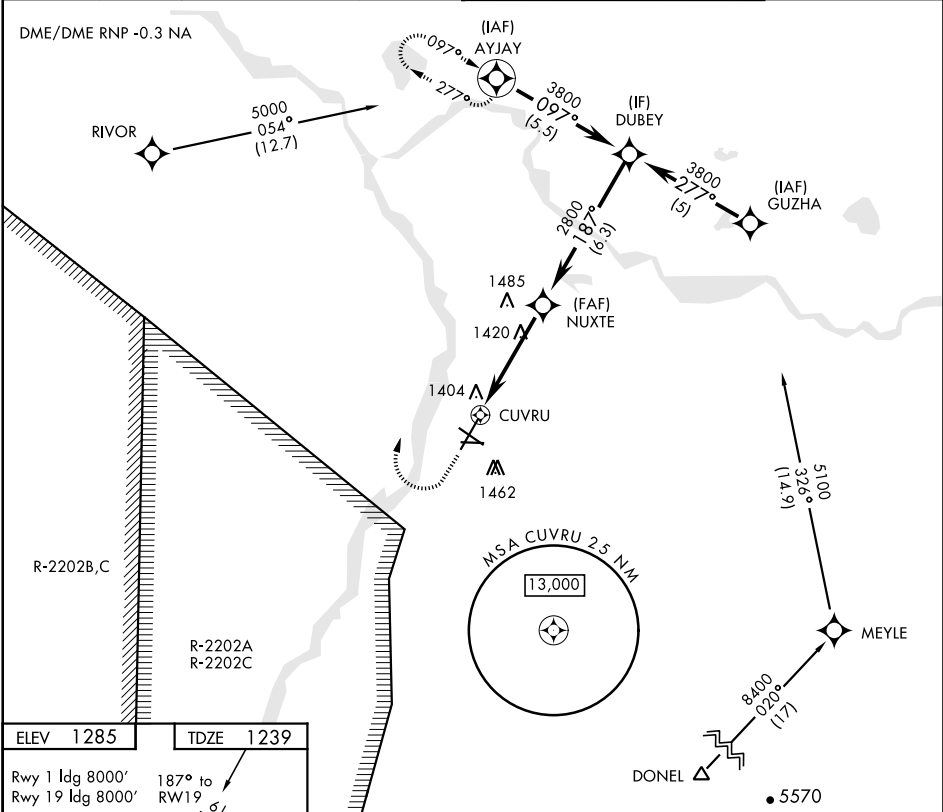 DME/DME RNP -0.3 NA
(IAF)
AYJAY
097°
277°
3800
097°
(5.5)
(IF)
DUBEY
5000
054°
(12.7)
RIVOR
3800
277°
(5)
(IAF)
GUZHA
2800
187°
(6.3)
1485
(FAF)
NUXTE
1420
1404
CUVRU
1462
5100
326°
(14.9)
MSA CUVRU 25 NM
13,000
R-2202B,C
R-2202A
R-2202C
MEYLE
8400
020°
(17)
DONEL
5570
ELEV 1285
TDZE 1239
Rwy 1 ldg 8000'
Rwy 19 ldg 8000'
187° to
RW19